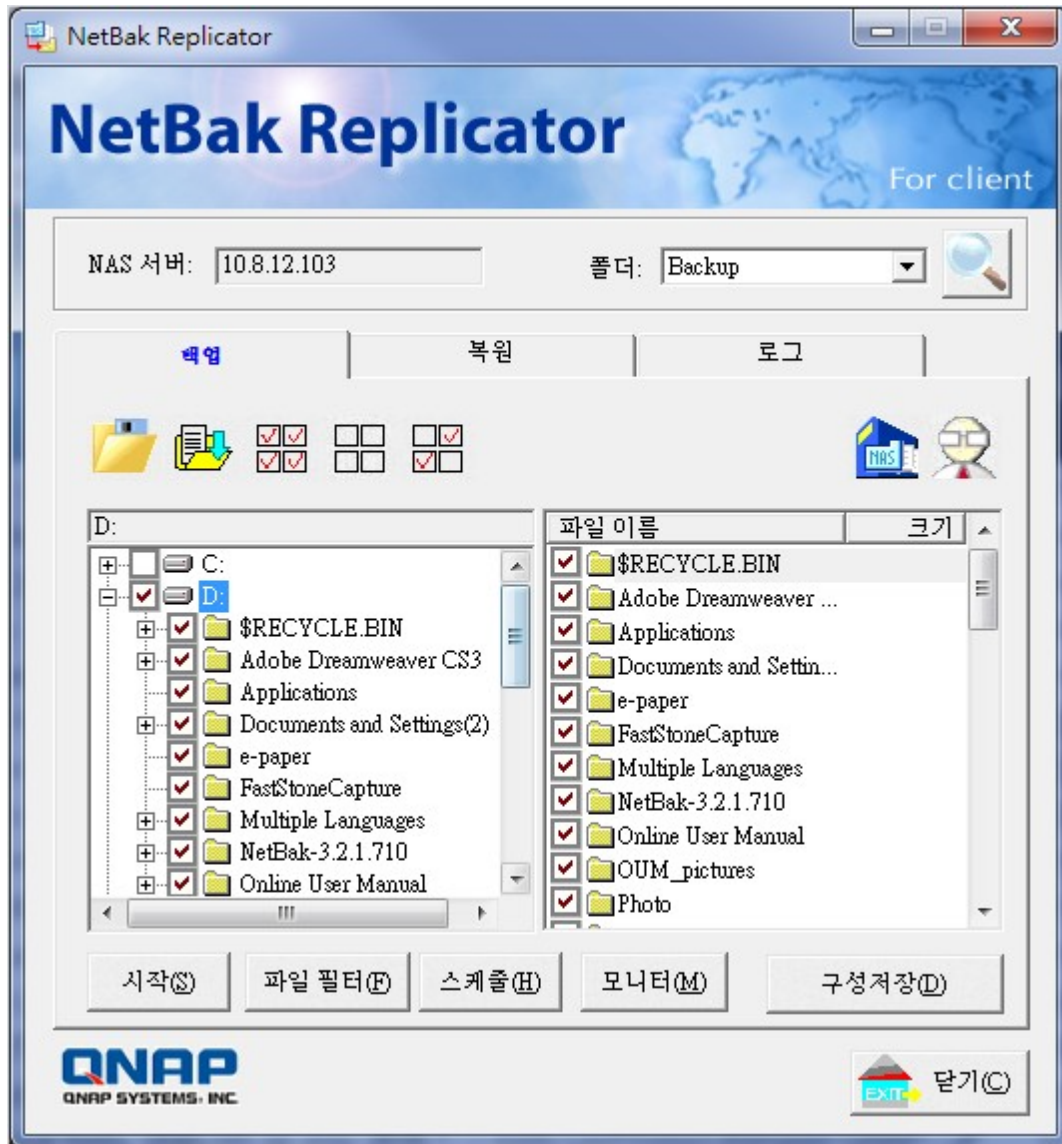 NetBak Replicator
NetBak Replicator
For client
NAS 서버: 10.8.12.103 폴더: Backup
백업 복원 로그
NAS
D:
C:
D:
$RECYCLE.BIN
Adobe Dreamweaver CS3
Applications
Documents and Settings(2)
e-paper
FastStoneCapture
Multiple Languages
NetBak-3.2.1.710
Online User Manual
파일 이름 크기
$RECYCLE.BIN
Adobe Dreamweaver ...
Applications
Documents and Settin...
e-paper
FastStoneCapture
Multiple Languages
NetBak-3.2.1.710
Online User Manual
OUM_pictures
Photo
시작(S) 파일 필터(F) 스케줄(H) 모니터(M) 구성저장(D)
QNAP
QNAP SYSTEMS, INC.
EXIT 닫기(C)